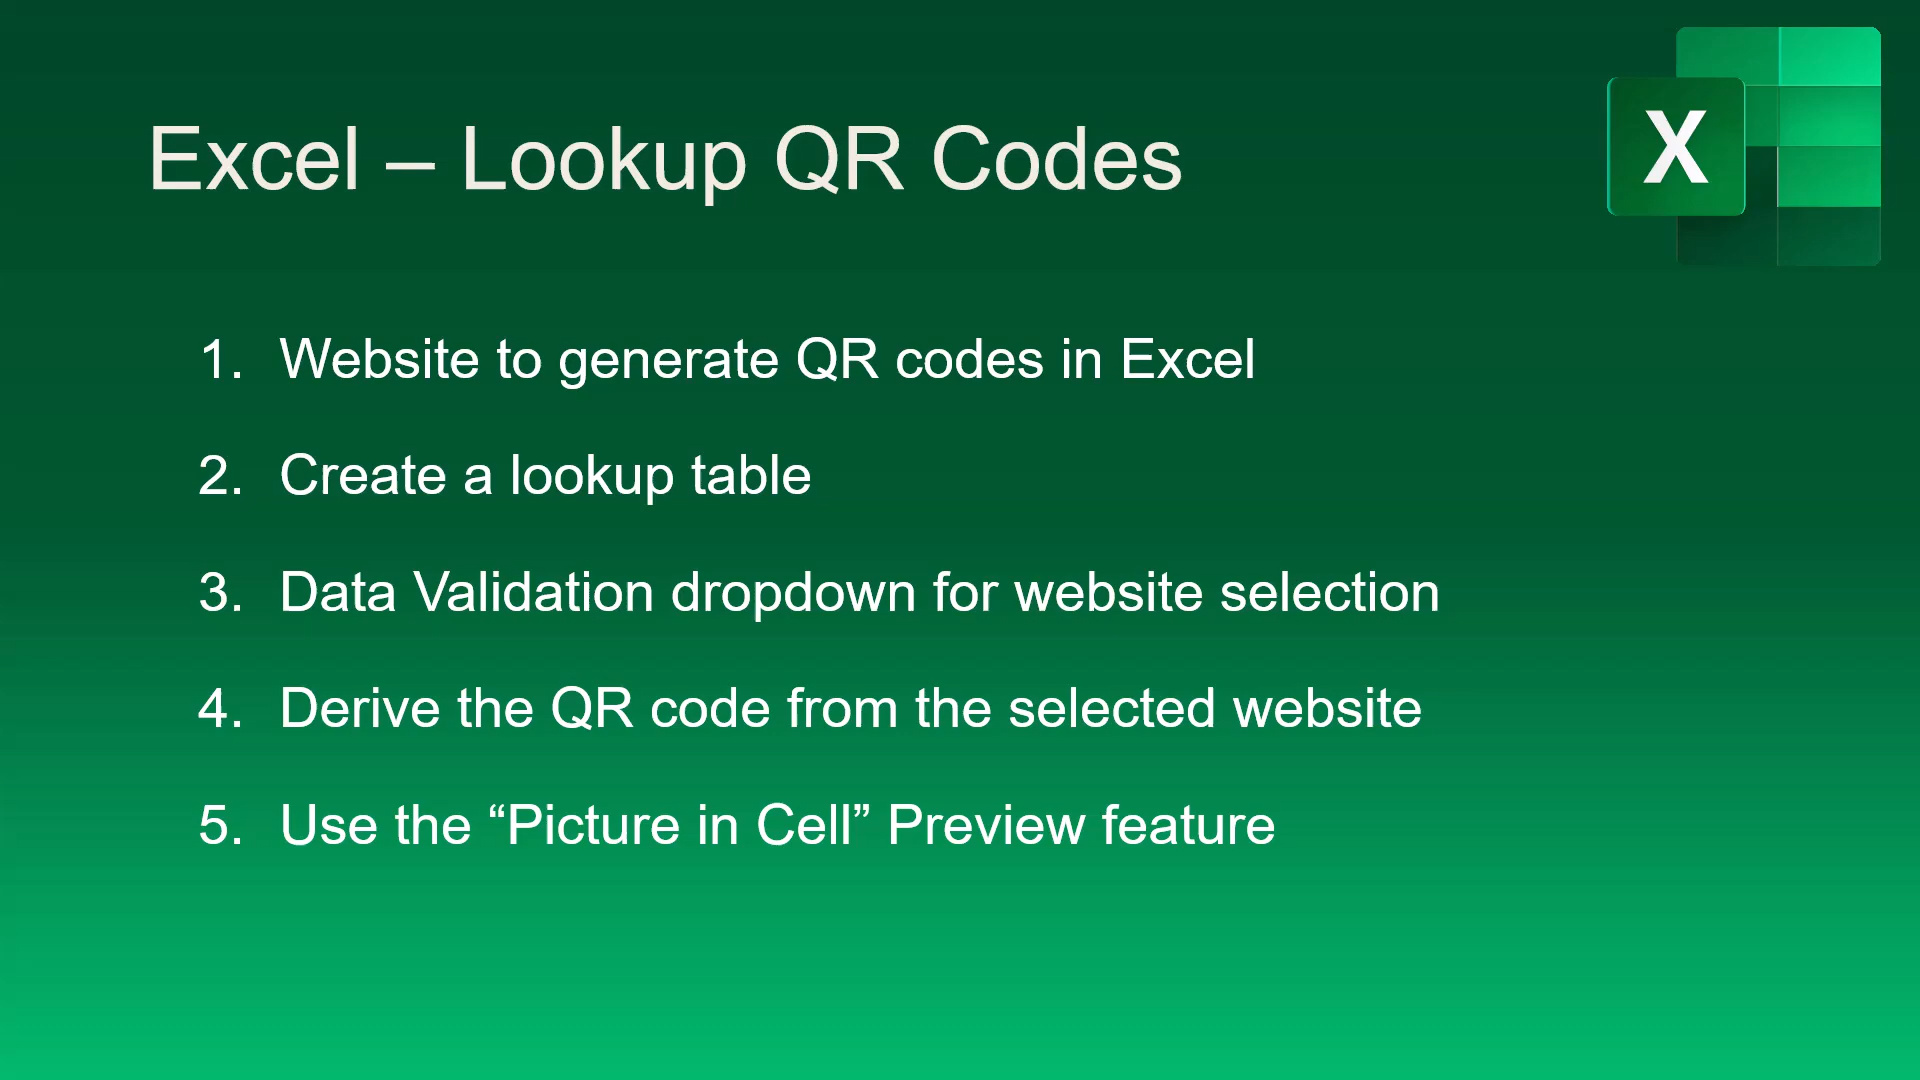 X
Excel – Lookup QR Codes
1. Website to generate QR codes in Excel
2. Create a lookup table
3. Data Validation dropdown for website selection
4. Derive the QR code from the selected website
5. Use the “Picture in Cell” Preview feature